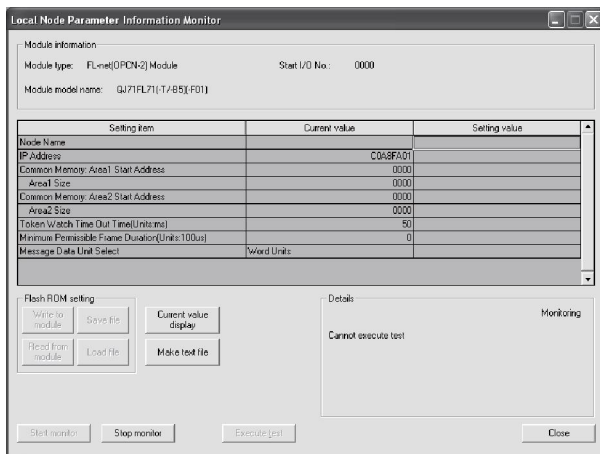 Local Node Parameter Information Monitor
Module information
Module type: FL-net(OPCN-2) Module Start I/O No.: 0000
Module model name: QJ71FL71(-T/-B5)(-F01)
Setting item Current value Setting value
Node Name
IP Address C0A8FA01
Common Memory: Area1 Start Address 0000
Area1 Size 0000
Common Memory: Area2 Start Address 0000
Area2 Size 0000
Token Watch Time Out Time(Units:ms) 50
Minimum Permissible Frame Duration(Units:100us) 0
Message Data Unit Select Word Units
Flash ROM setting
Write to module Save file Current value display
Read from module Load file Make text file
Details
Monitoring
Cannot execute test
Start monitor Stop monitor Execute test Close